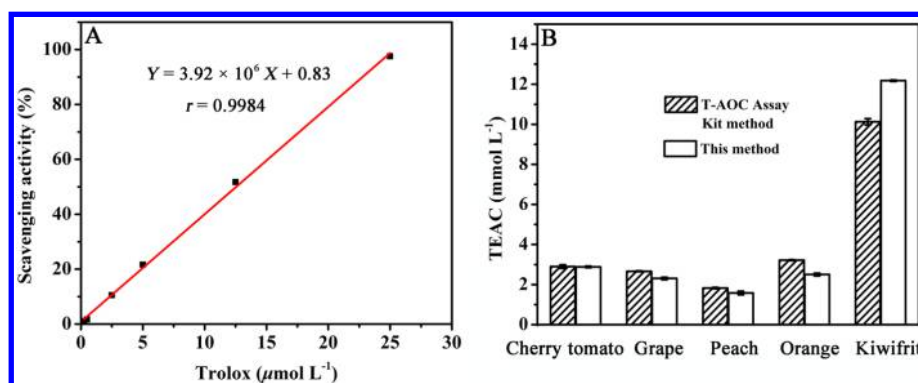 A
Y = 3.92 × 10⁶ X + 0.83
r = 0.9984
Scavenging activity (%)
100
80
60
40
20
0
0 5 10 15 20 25 30
Trolox (μmol L⁻¹)
B
T-AOC Assay
Kit method
This method
TEAC (mmol L⁻¹)
14
12
10
8
6
4
2
0
Cherry tomato Grape Peach Orange Kiwifrit